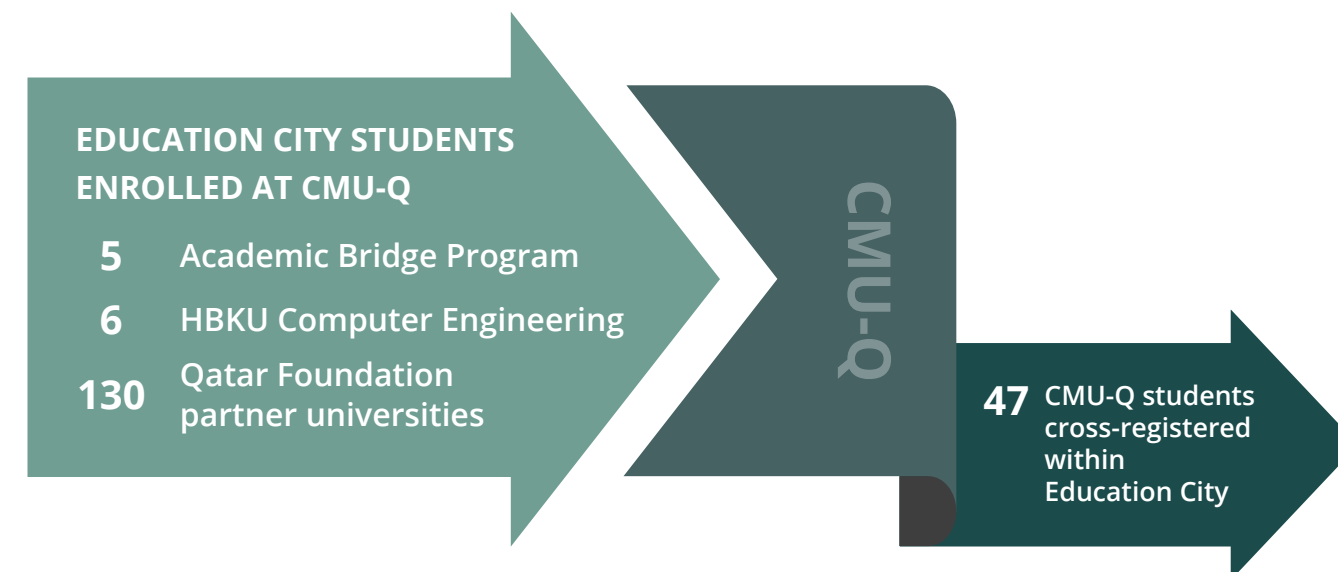 EDUCATION CITY STUDENTS
ENROLLED AT CMU-Q
5 Academic Bridge Program
6 HBKU Computer Engineering
130 Qatar Foundation
partner universities
CMU-Q
47 CMU-Q students
cross-registered
within
Education City